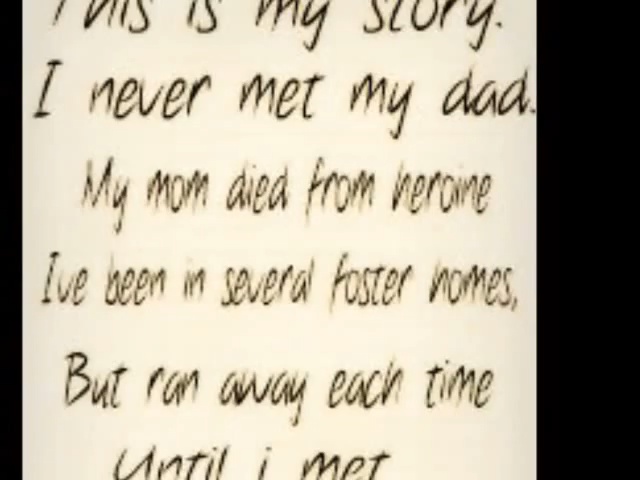 This is my story.
I never met my dad.
My mom died from heroine
Ive been in several foster homes,
But ran away each time
Until i met